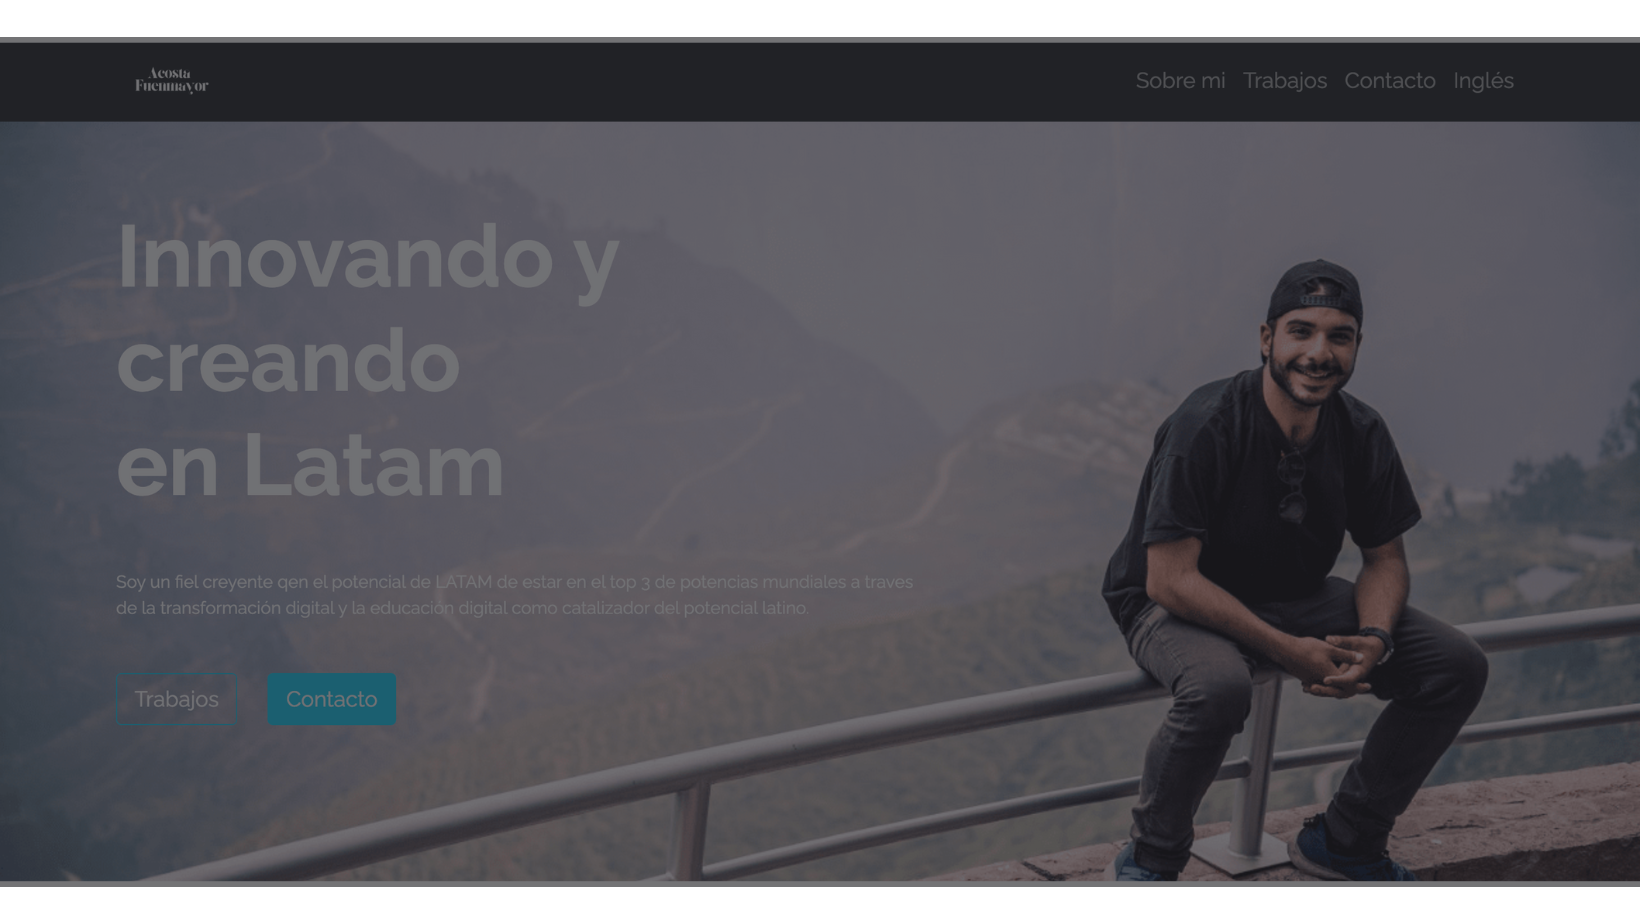 Acosta
Fuenmayor
Sobre mi Trabajos Contacto Inglés
Innovando y
creando
en Latam
Soy un fiel creyente qen el potencial de LATAM de estar en el top 3 de potencias mundiales a traves
de la transformación digital y la educación digital como catalizador del potencial latino.
Trabajos Contacto